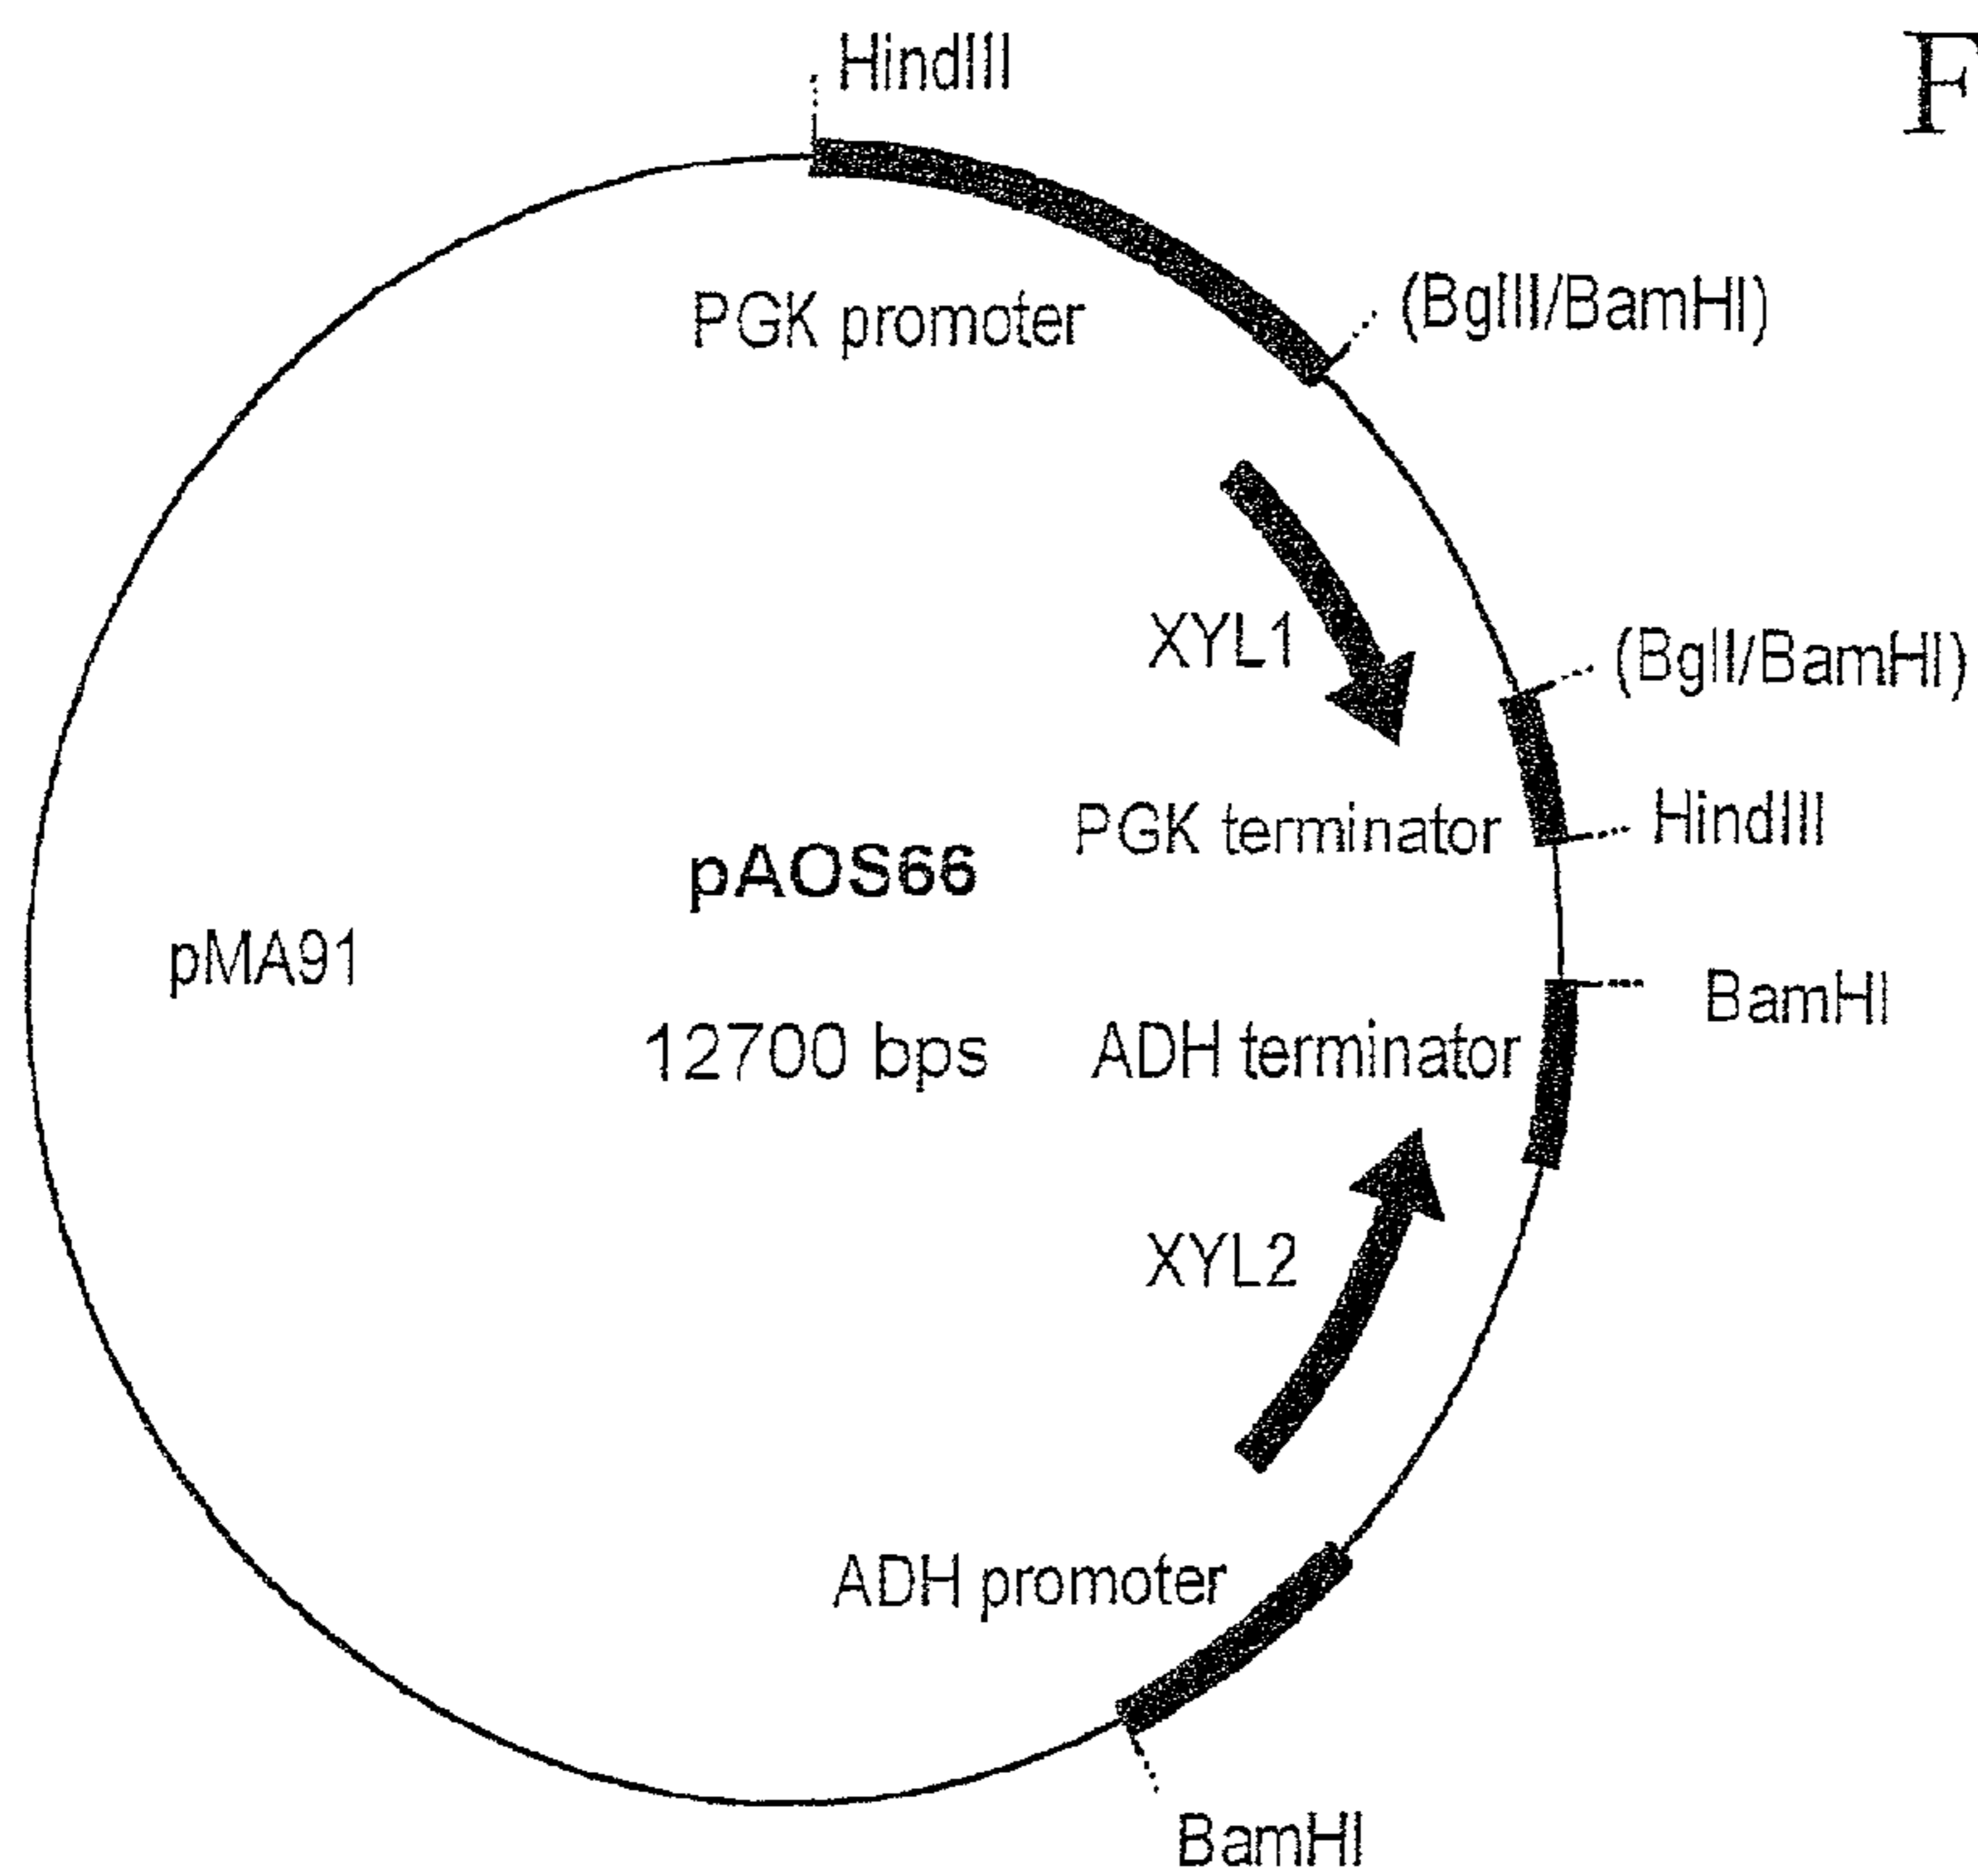 HindIII
F
PGK promoter
(BglII/BamHI)
XYL1
(BglI/BamHI)
PGK terminator
HindIII
pAOS66
pMA91
BamHI
12700 bps
ADH terminator
XYL2
ADH promoter
BamHI